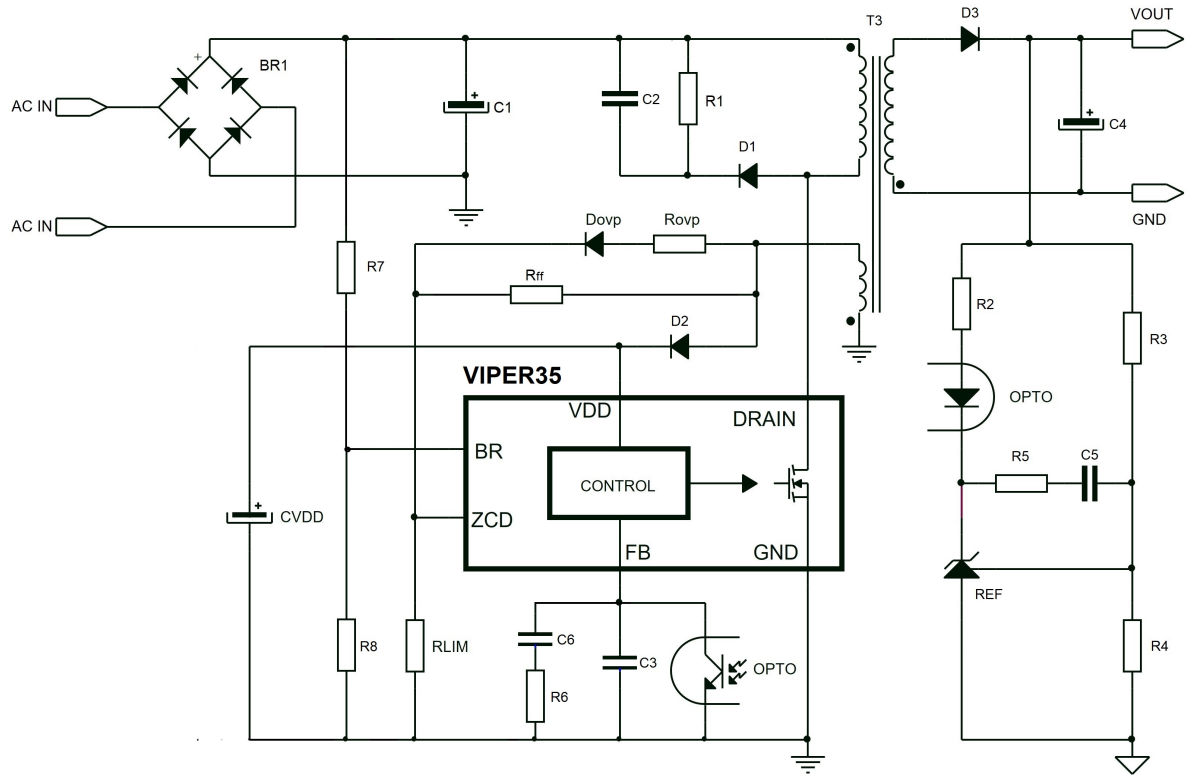 T3
D3
VOUT
+
BR1
AC IN
C2
R1
+
C1
+
C4
D1
AC IN
GND
Dovp
Rovp
R7
Rff
R2
D2
R3
VIPER35
OPTO
VDD
DRAIN
BR
R5
C5
CONTROL
+
CVDD
ZCD
FB
GND
REF
R8
RLIM
C6
C3
OPTO
R4
R6